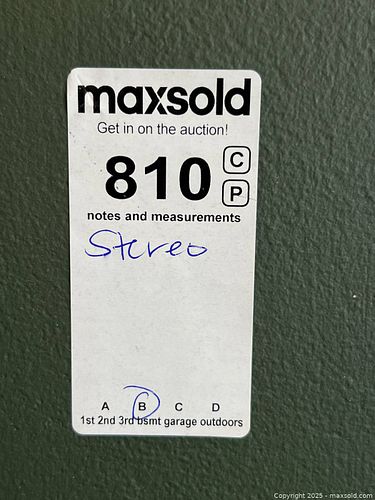 maxsold
Get in on the auction!
810 C
P
notes and measurements
Stereo
A B C D
1st 2nd 3rd bsmt garage outdoors
Copyright 2025 - maxsold.com